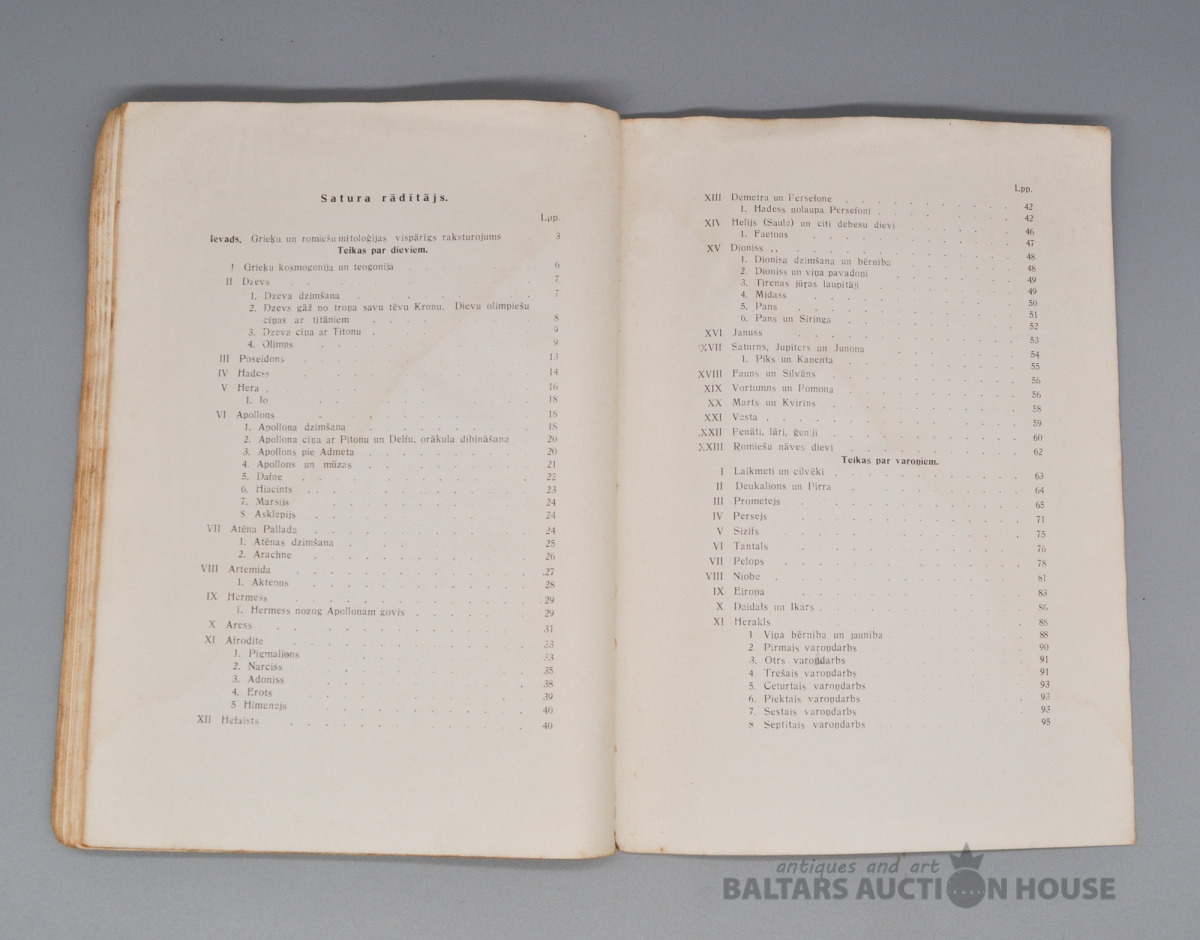 Satura rādītājs.
Lpp.
Ievads. Grieķu un romiešu mitoloģijas vispārīgs raksturojums 3
Teikas par dieviem.
I Grieķu kosmogonija un teogonija 6
II Dzevs 7
1. Dzeva dzimšana 7
2. Dzevs gāž no troņa savu tēvu Kronu. Dievu olimpiešu
cīņas ar titāniem 8
3. Dzeva cīņa ar Titonu 9
4. Olimps 9
III Poseidons 13
IV Hadess 14
V Hera 16
1. Io 18
VI Apollons 18
1. Apollona dzimšana 18
2. Apollona cīņa ar Pitonu un Delfu, orākula dibināšana 20
3. Apollons pie Admeta 20
4. Apollons un mūzas 21
5. Dafne 22
6. Hiacints 23
7. Marsijs 24
8. Asklepijs 24
VII Atēna Pallada 24
1. Atēnas dzimšana 25
2. Arachne 26
VIII Artemida 27
1. Akteons 28
IX Hermess 29
1. Hermess nozog Apollonam govis 29
X Aress 31
XI Afrodite 33
1. Pigmalions 33
2. Narciss 35
3. Adoniss 38
4. Erots 39
5 Himenejs 40
XII Hefaists 40
Lpp.
XIII Demetra un Persefone 42
1. Hadess nolaupa Persefoni 42
XIV Helijs (Saule) un citi debesu dievi 46
1. Faetons 47
XV Dioniss 48
1. Dionisa dzimšana un bērnība 48
2. Dioniss un viņa pavadoņi 49
3. Tirenas jūŗas laupītāji 49
4. Midass 50
5. Pans 51
6. Pans un Siringa 52
XVI Januss 53
XVII Saturns, Jupiters un Junona 54
1. Piks un Kanenta 55
XVIII Fauns un Silvāns 56
XIX Vortumns un Pomona 56
XX Marts un Kvirīns 58
XXI Vesta 59
XXII Penāti, lāri, ģeniji 60
XXIII Romiešu nāves dievi 62
Teikas par varoņiem.
I Laikmeti un cilvēki 63
II Deukalions un Pirra 64
III Prometejs 65
IV Persejs 71
V Sizifs 75
VI Tantals 76
VII Pelops 78
VIII Niobe 81
IX Eiropa 83
X Daidals un Ikars 86
XI Herakls 88
1 Viņa bērnība un jaunība 88
2. Pirmais varoņdarbs 90
3. Otrs varoņdarbs 91
4. Trešais varoņdarbs 91
5. Ceturtais varoņdarbs 93
6. Piektais varoņdarbs 93
7. Sestais varoņdarbs 93
8 Septītais varoņdarbs 95
antiques and art
BALTARS AUCTION HOUSE